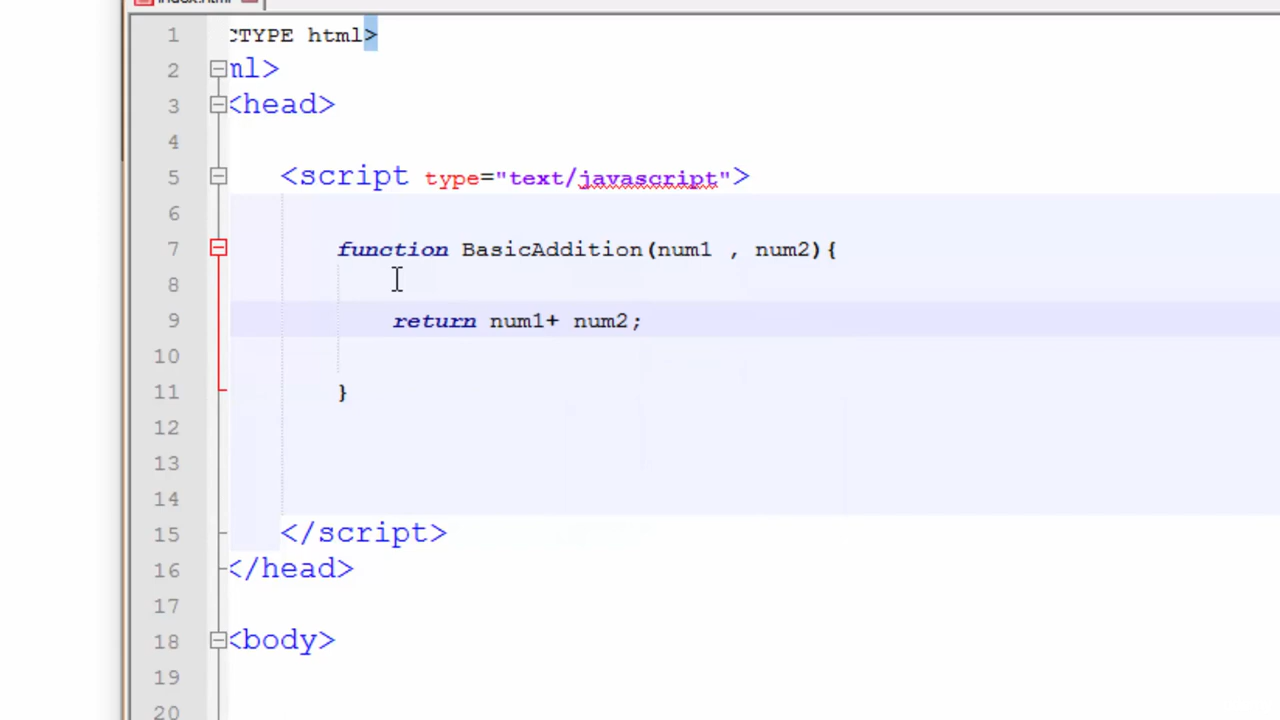 index.html
1 CTYPE html>
2 ml>
3 <head>
4
5 <script type="text/javascript">
6
7 function BasicAddition(num1 , num2){
8
9 return num1+ num2;
10
11 }
12
13
14
15 </script>
16 </head>
17
18 <body>
19
20